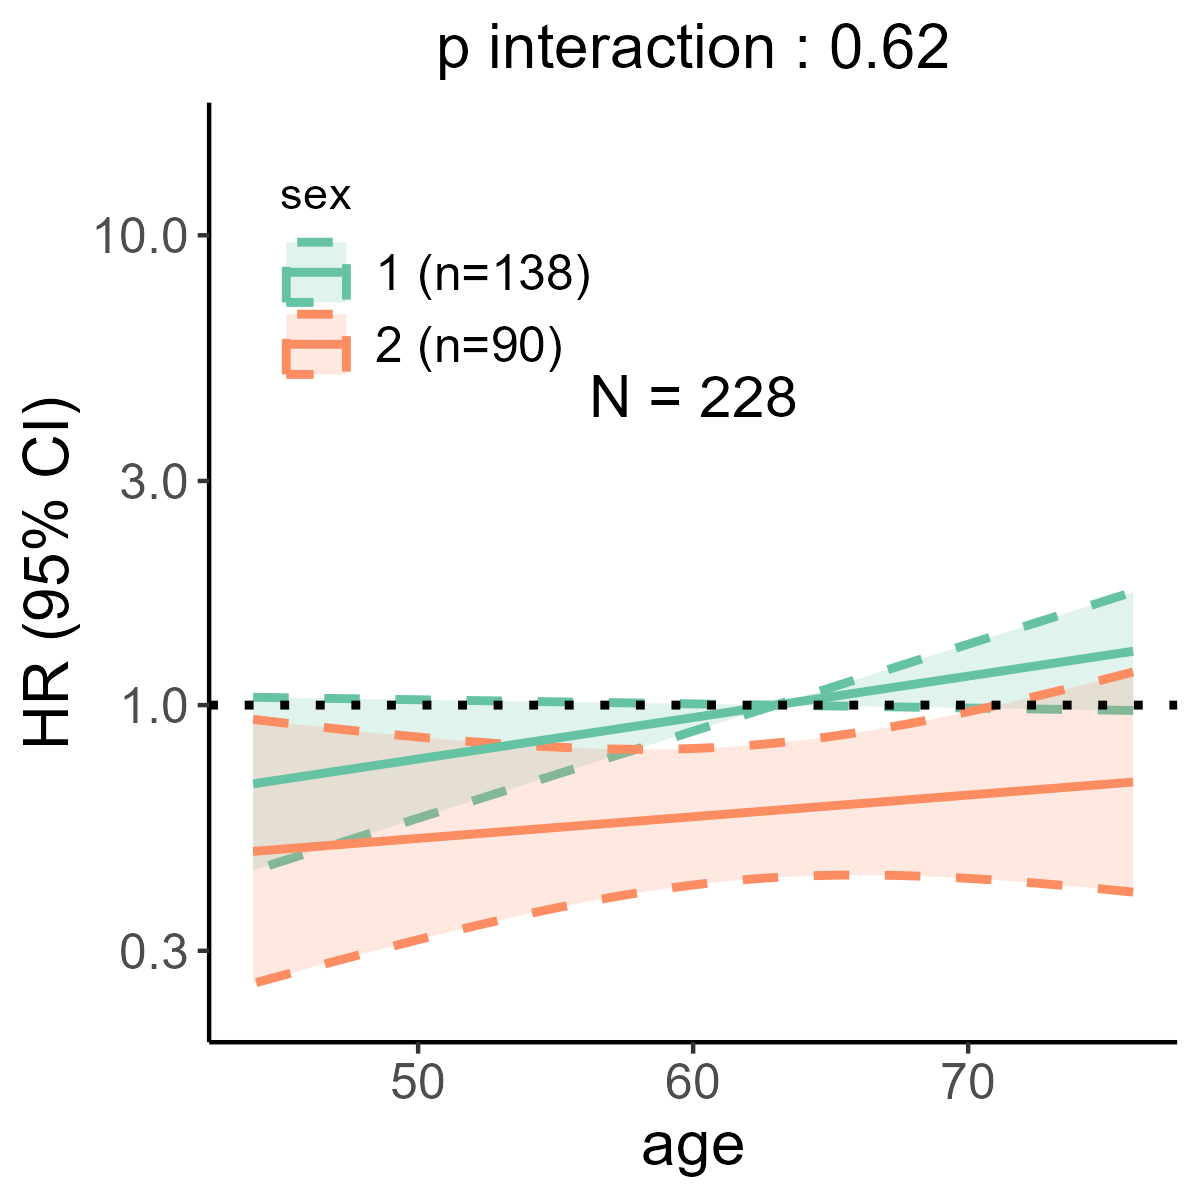 p interaction : 0.62
sex
1 (n=138)
2 (n=90)
N = 228
HR (95% CI)
10.0
3.0
1.0
0.3
50 60 70
age